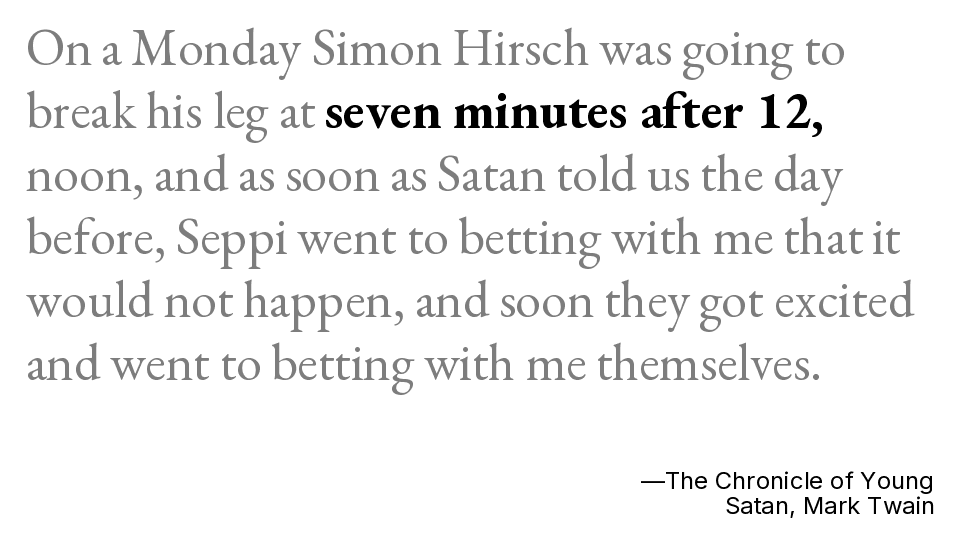 On a Monday Simon Hirsch was going to
break his leg at seven minutes after 12,
noon, and as soon as Satan told us the day
before, Seppi went to betting with me that it
would not happen, and soon they got excited
and went to betting with me themselves.
—The Chronicle of Young
Satan, Mark Twain